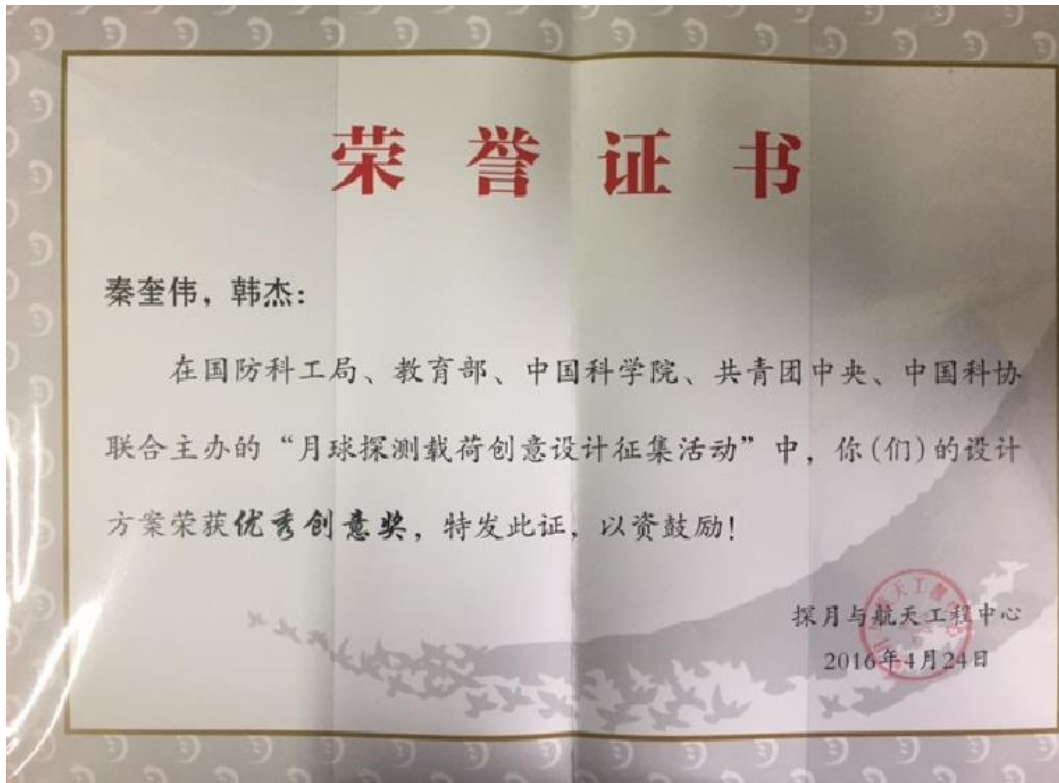 荣誉证书
秦奎伟，韩杰：
在国防科工局、教育部、中国科学院、共青团中央、中国科协
联合主办的“月球探测载荷创意设计征集活动”中，你(们)的设计
方案荣获优秀创意奖，特发此证，以资鼓励！
探月与航天工程中心
2016年4月24日